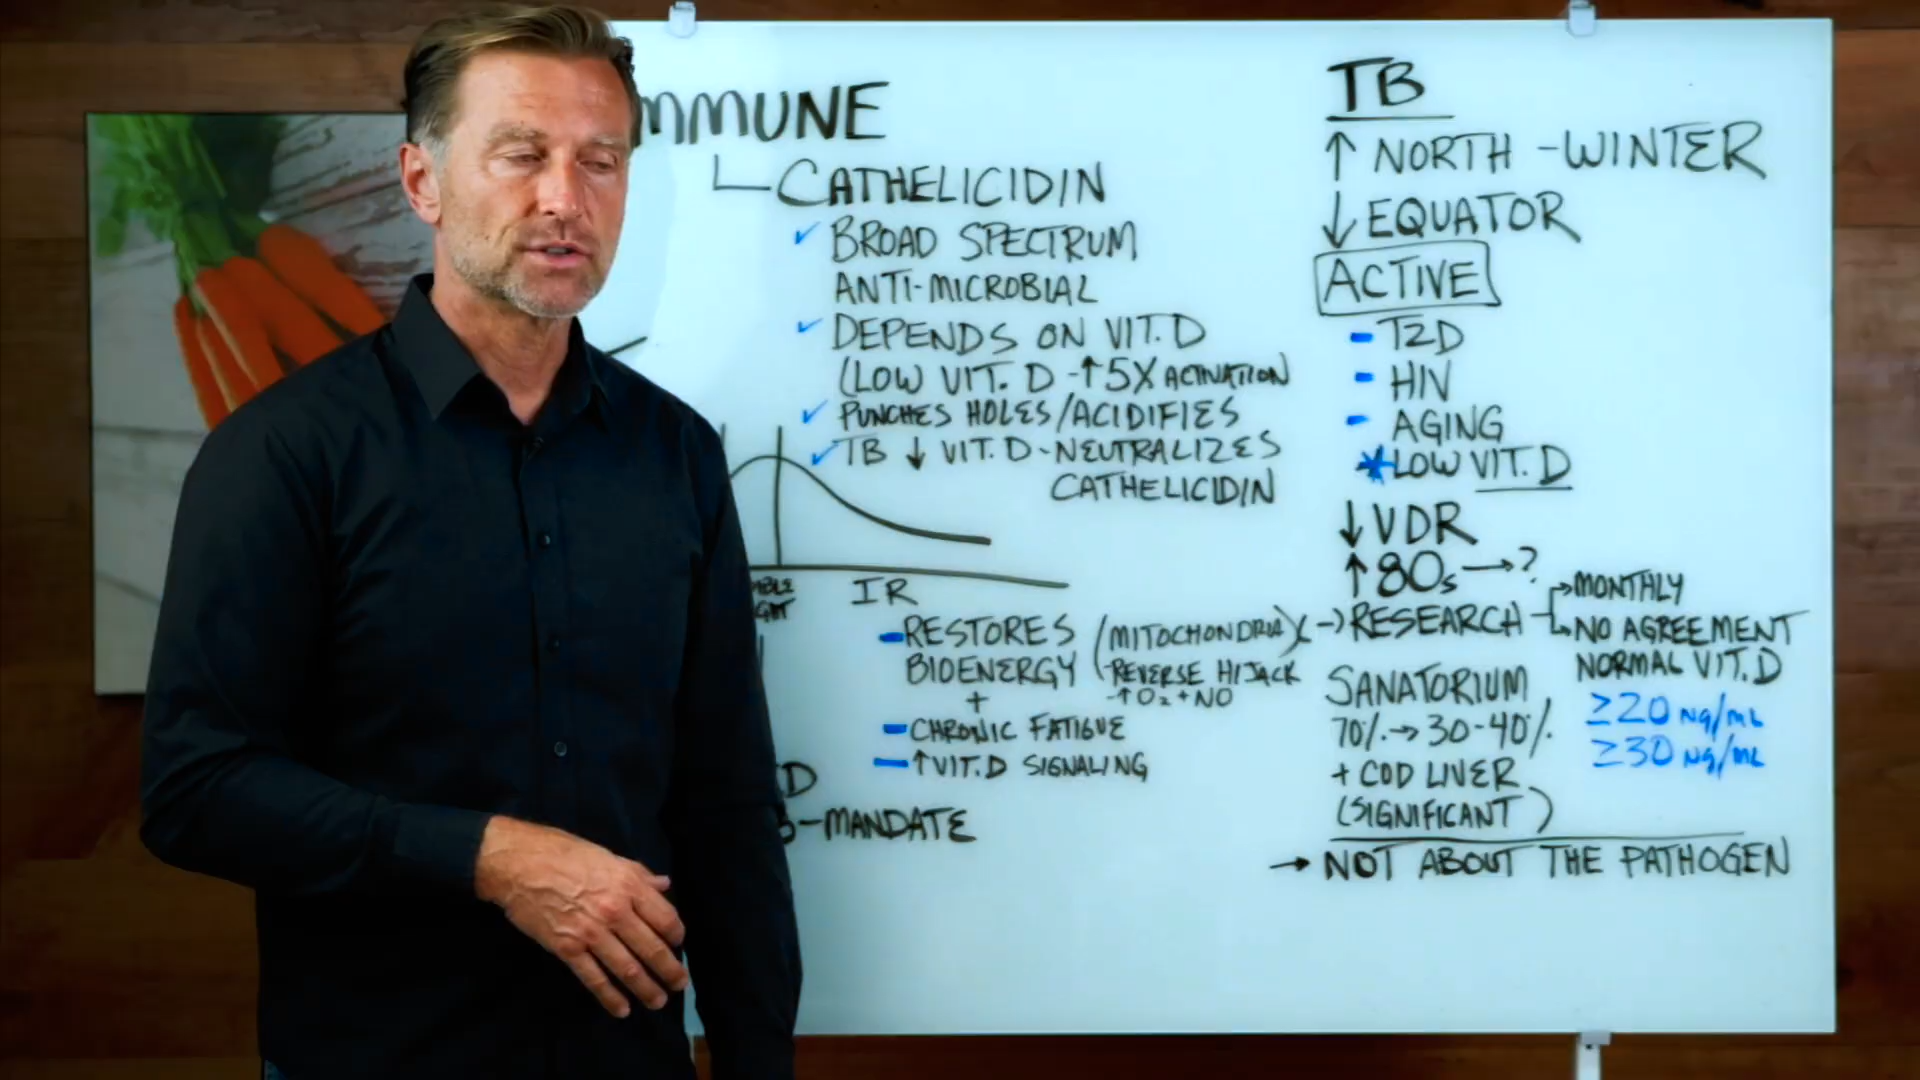 MMUNE
CATHELICIDIN
✓ BROAD SPECTRUM
ANTI-MICROBIAL
✓ DEPENDS ON VIT. D
(LOW VIT. D -↑5X ACTIVATION
✓ PUNCHES HOLES/ACIDIFIES
✓ TB ↓ VIT. D-NEUTRALIZES
CATHELICIDIN
IR
-RESTORES (MITOCHONDRIA)
BIOENERGY -REVERSE HIJACK
+ -↑O₂+NO
-CHRONIC FATIGUE
-↑VIT.D SIGNALING
D
-MANDATE
TB
↑ NORTH -WINTER
↓ EQUATOR
ACTIVE
- T2D
- HIV
- AGING
* LOW VIT. D
↓ VDR
↑ 80s →?
→RESEARCH
→MONTHLY
→NO AGREEMENT
NORMAL VIT. D
≥20 ng/mL
≥30 ng/mL
SANATORIUM
70%→30-40%
+ COD LIVER
(SIGNIFICANT)
→ NOT ABOUT THE PATHOGEN